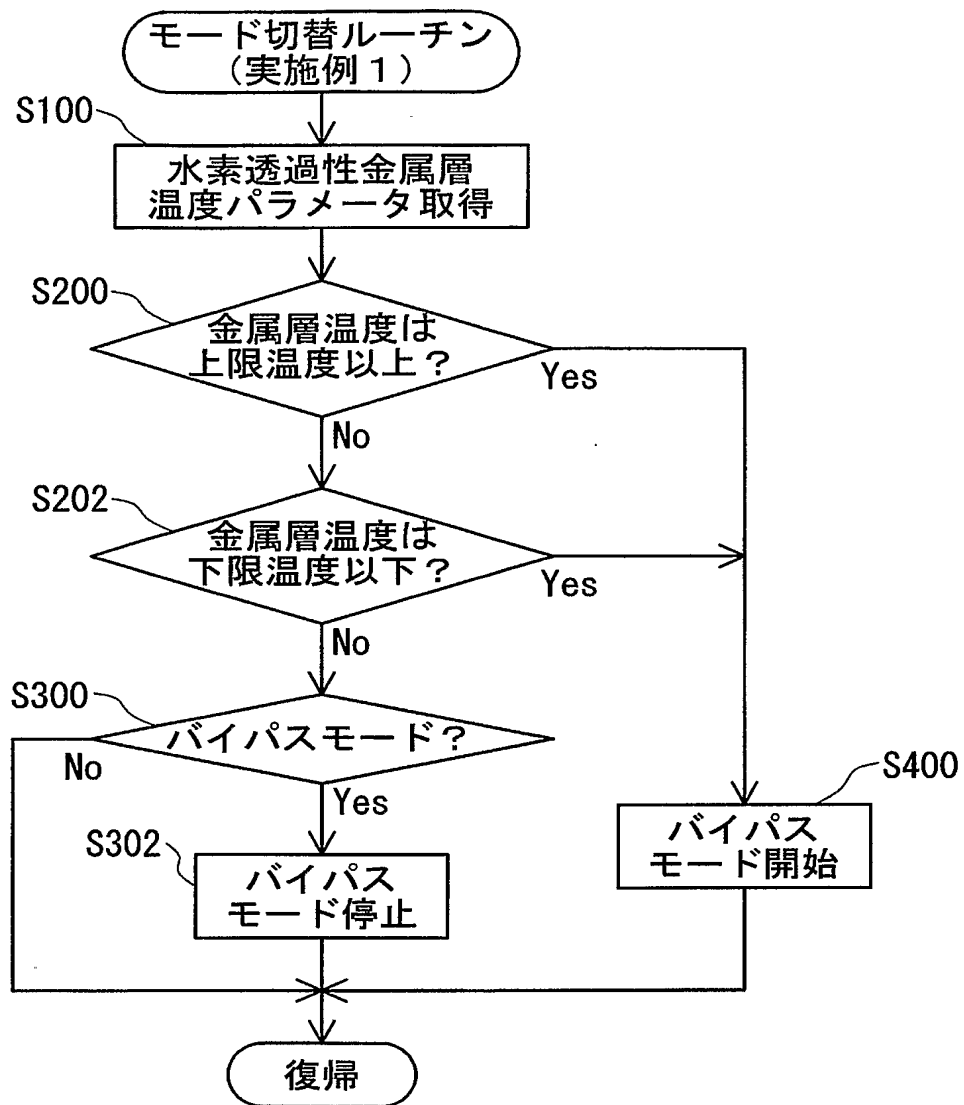 モード切替ルーチン
(実施例１)
S100
水素透過性金属層
温度パラメータ取得
S200
金属層温度は
上限温度以上？
Yes
No
S202
金属層温度は
下限温度以下？
Yes
No
S300
バイパスモード？
No
Yes
S400
バイパス
モード開始
S302
バイパス
モード停止
復帰